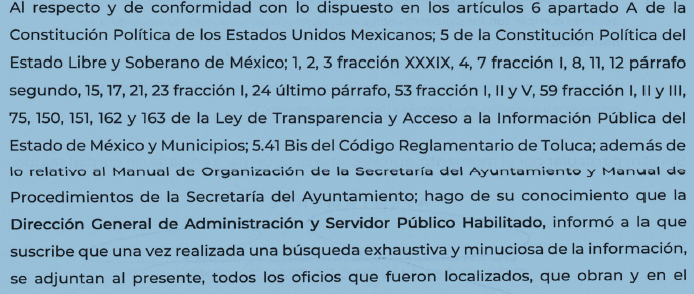 Al respecto y de conformidad con lo dispuesto en los artículos 6 apartado A de la
Constitución Política de los Estados Unidos Mexicanos; 5 de la Constitución Política del
Estado Libre y Soberano de México; 1, 2, 3 fracción XXXIX, 4, 7 fracción I, 8, 11, 12 párrafo
segundo, 15, 17, 21, 23 fracción I, 24 último párrafo, 53 fracción I, II y V, 59 fracción I, II y III,
75, 150, 151, 162 y 163 de la Ley de Transparencia y Acceso a la Información Pública del
Estado de México y Municipios; 5.41 Bis del Código Reglamentario de Toluca; además de
lo relativo al Manual de Organización de la Secretaría del Ayuntamiento y Manual de
Procedimientos de la Secretaría del Ayuntamiento; hago de su conocimiento que la
Dirección General de Administración y Servidor Público Habilitado, informó a la que
suscribe que una vez realizada una búsqueda exhaustiva y minuciosa de la información,
se adjuntan al presente, todos los oficios que fueron localizados, que obran y en el